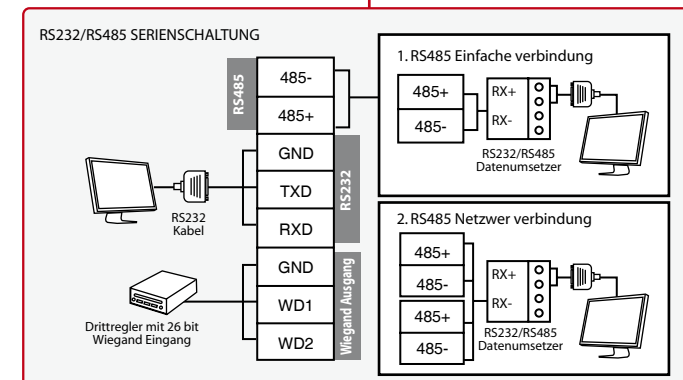 RS232/RS485 SERIENSCHALTUNG
RS485
485-
485+
GND
TXD
RXD
RS232
GND
WD1
WD2
Wiegand Ausgang
RS232
Kabel
Drittregler mit 26 bit
Wiegand Eingang
1. RS485 Einfache verbindung
485+
485-
RX+
RX-
RS232/RS485
Datenumsetzer
2. RS485 Netzwer verbindung
485+
485-
485+
485-
RX+
RX-
RS232/RS485
Datenumsetzer